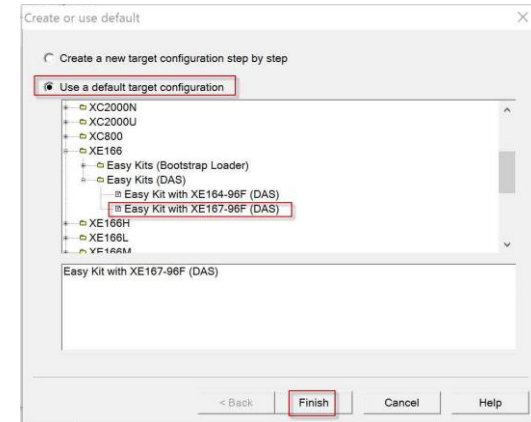 Create or use default
Create a new target configuration step by step
Use a default target configuration
XC2000N
XC2000U
XC800
XE166
Easy Kits (Bootstrap Loader)
Easy Kits (DAS)
Easy Kit with XE164-96F (DAS)
Easy Kit with XE167-96F (DAS)
XE166H
XE166L
XE166M
Easy Kit with XE167-96F (DAS)
< Back Finish Cancel Help